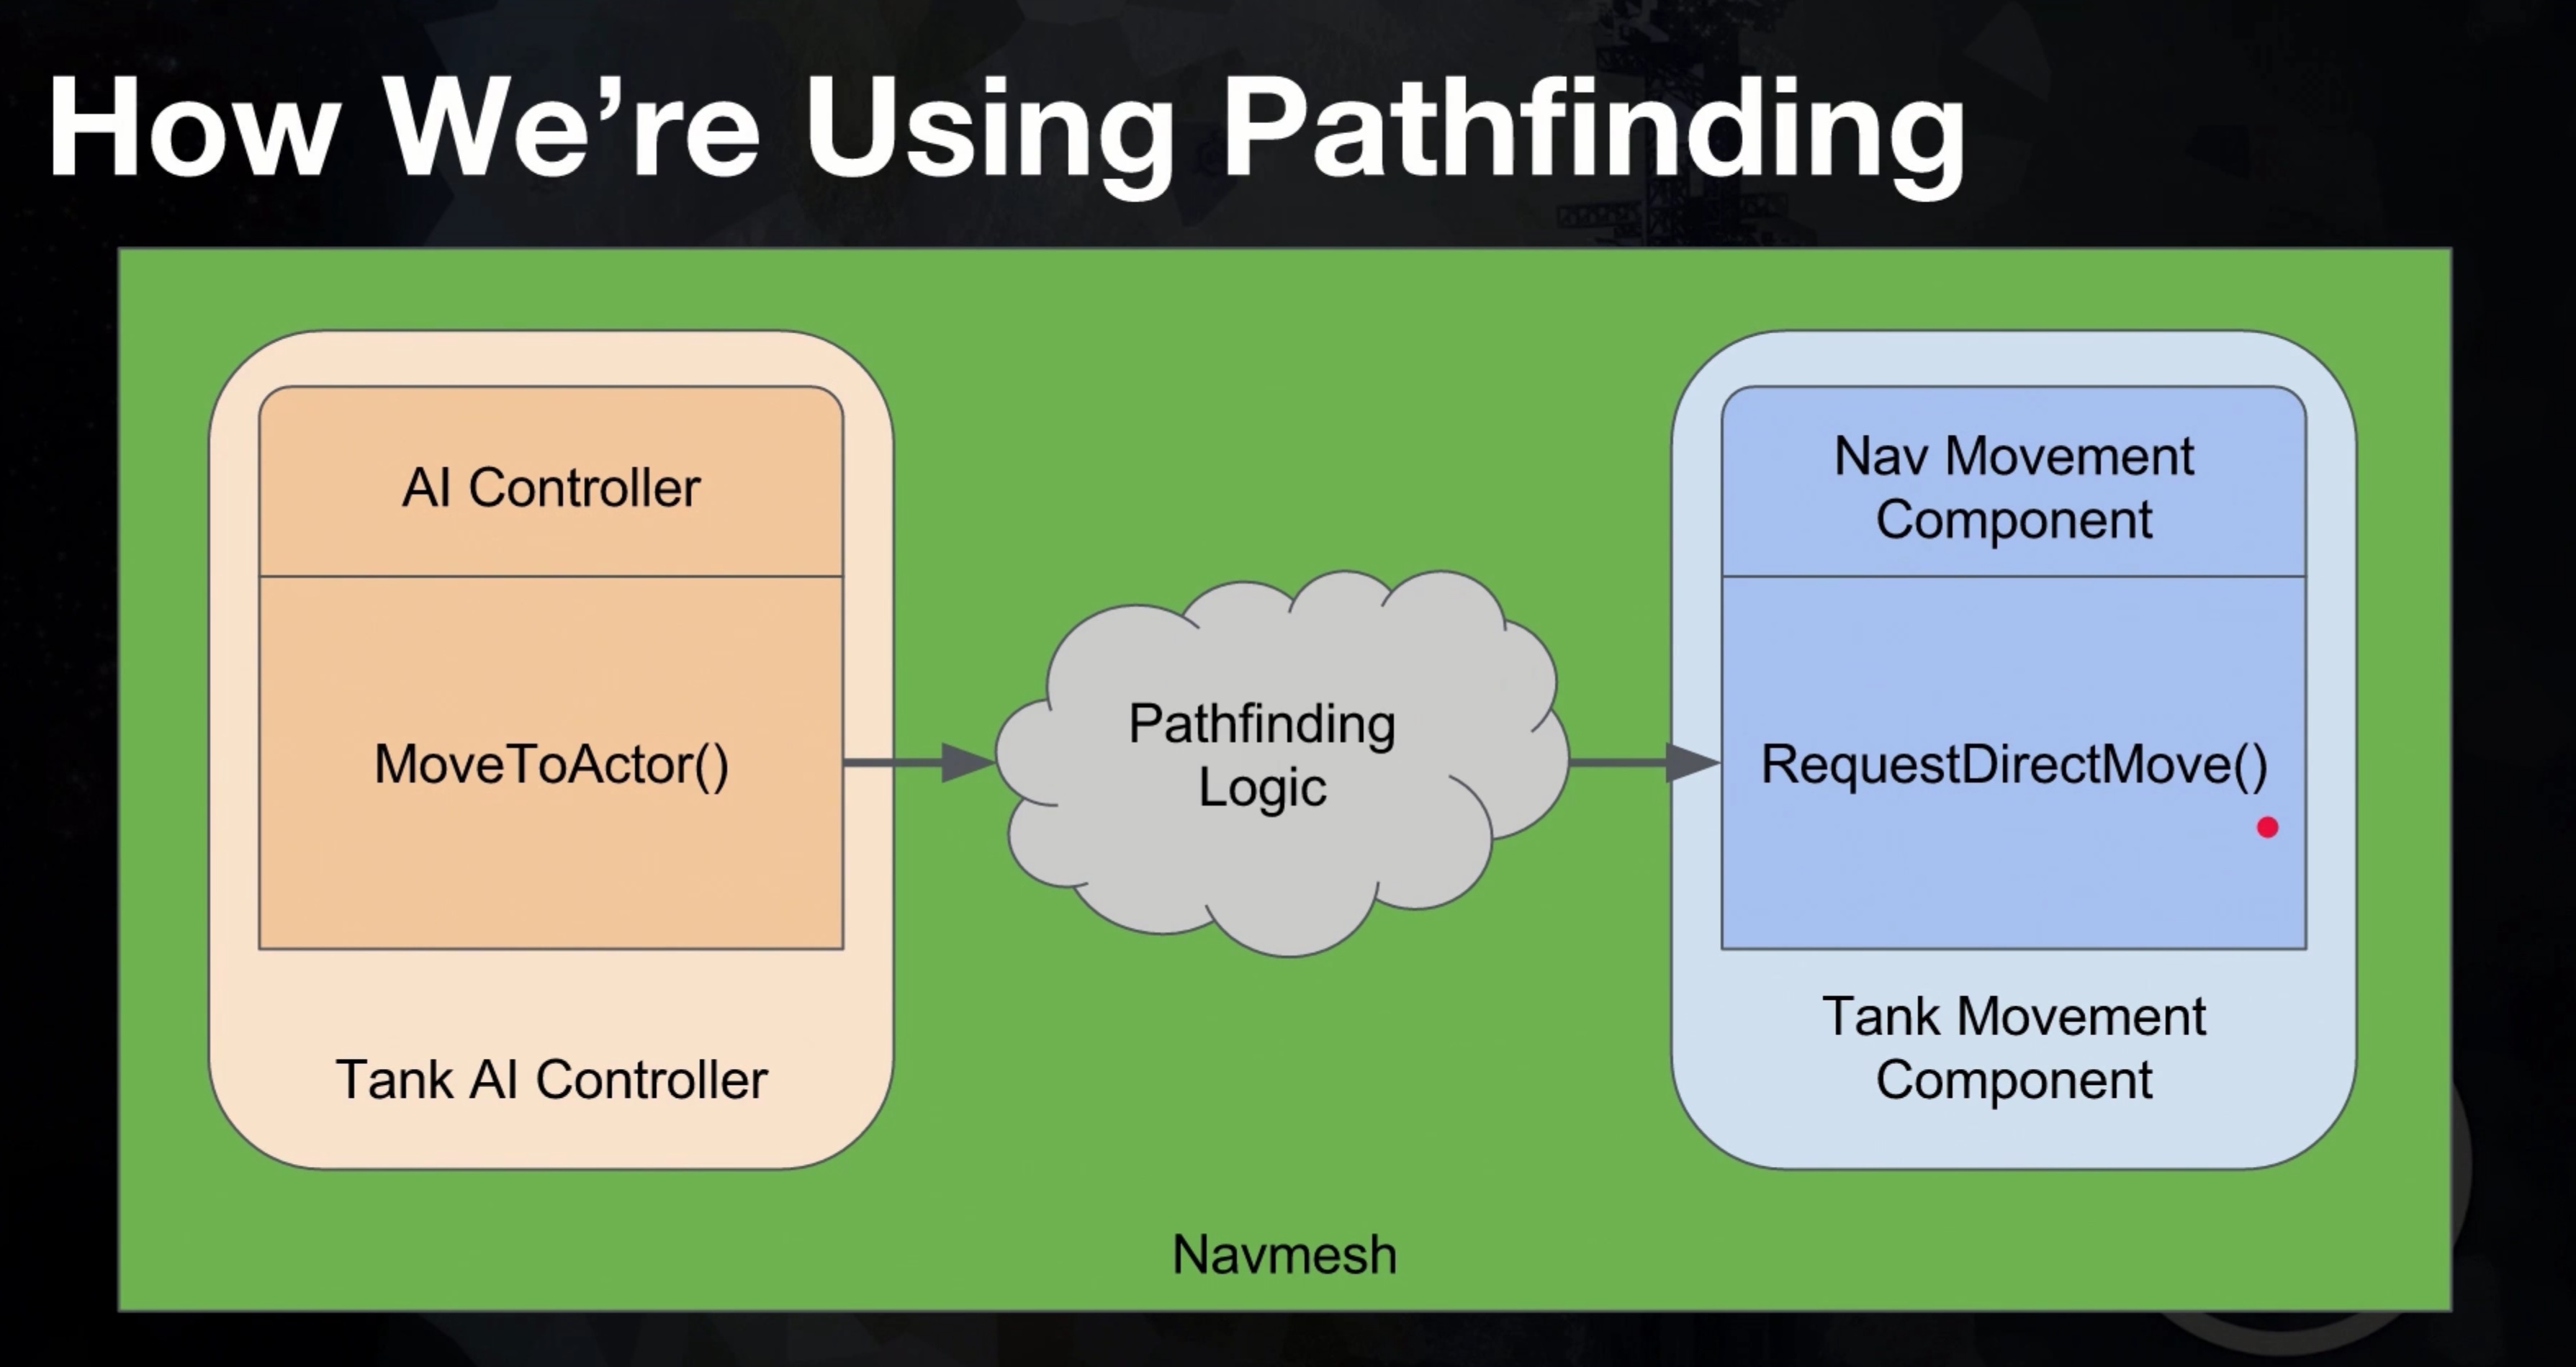 How We’re Using Pathfinding
AI Controller
MoveToActor()
Tank AI Controller
Pathfinding
Logic
Nav Movement
Component
RequestDirectMove()
Tank Movement
Component
Navmesh